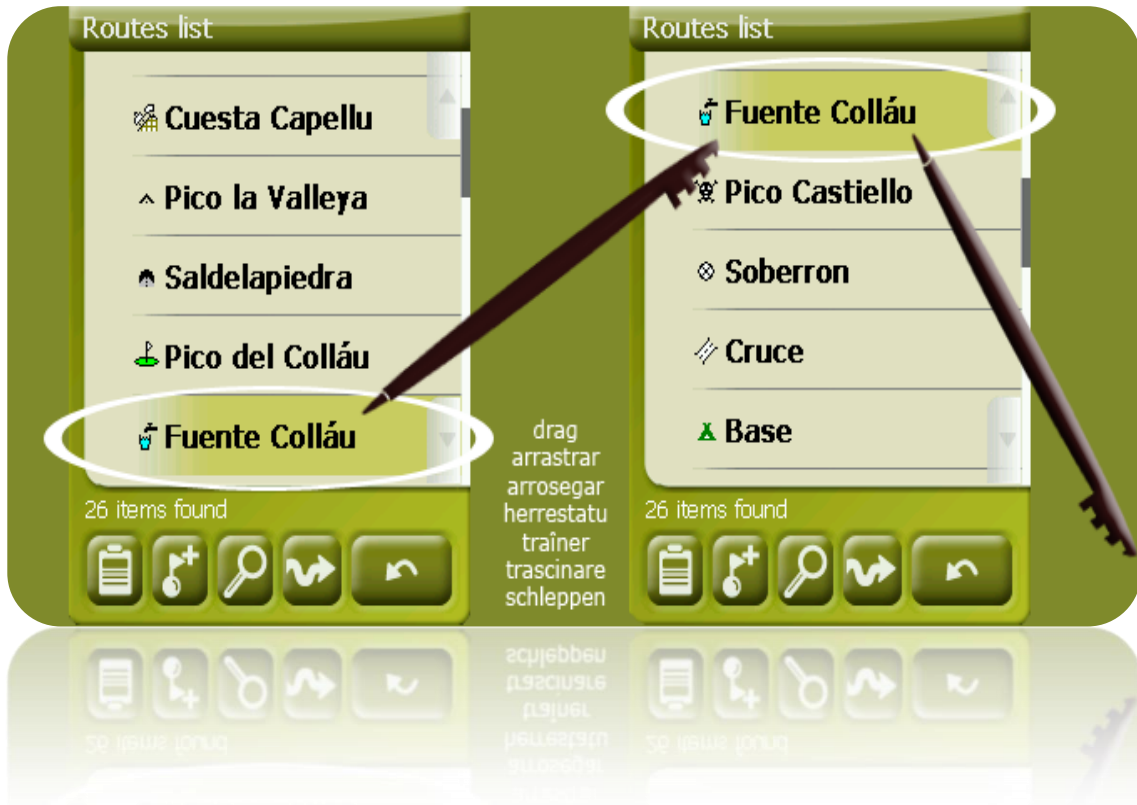 Routes list
Cuesta Capellu
Pico la Valleya
Saldelapiedra
Pico del Colláu
Fuente Colláu
26 items found
drag
arrastrar
arrosegar
herrestatu
traîner
trascinare
schleppen
Routes list
Fuente Colláu
Pico Castiello
Soberron
Cruce
Base
26 items found